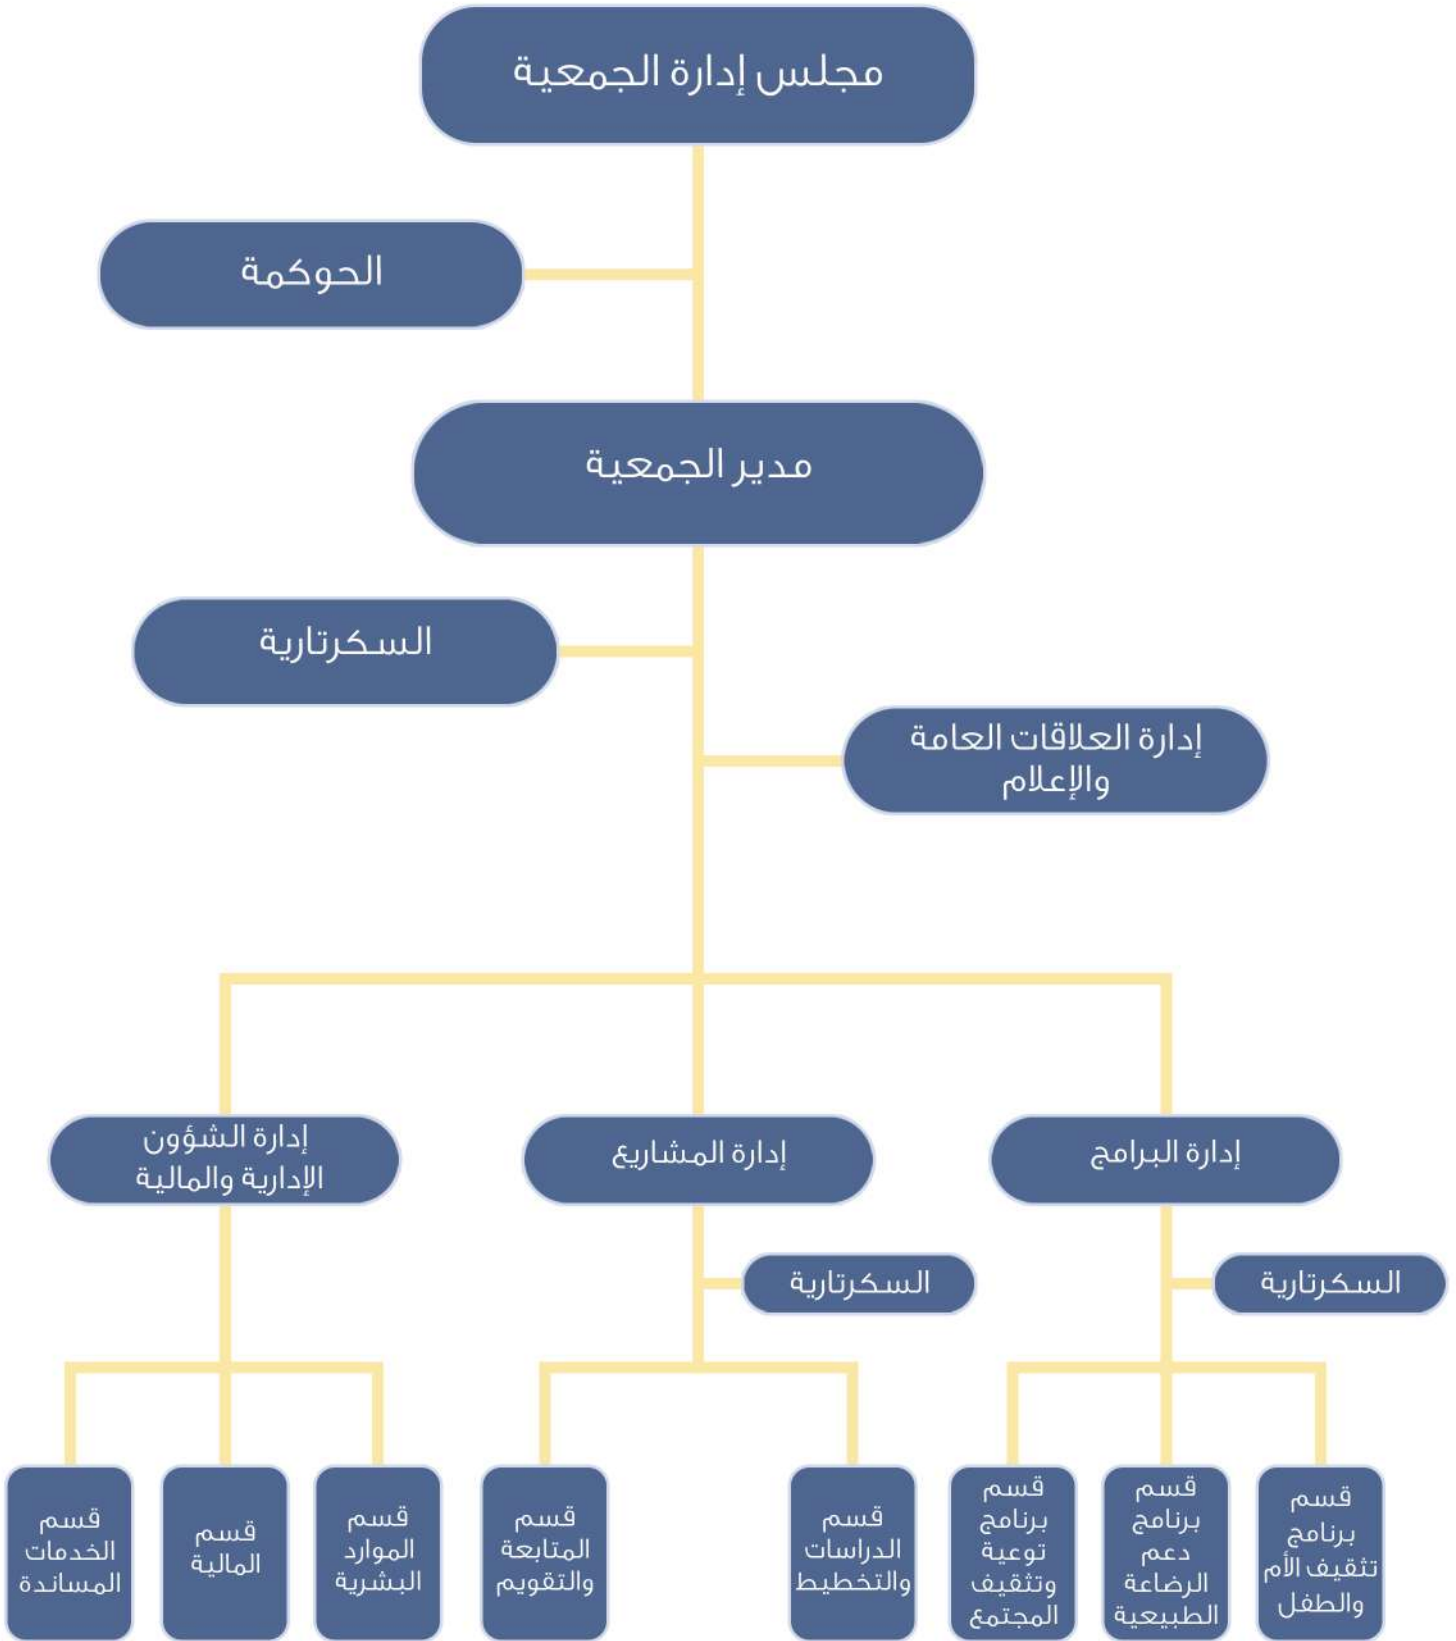 مجلس إدارة الجمعية
الحوكمة
مدير الجمعية
السكرتارية
إدارة العلاقات العامة
والإعلام
إدارة البرامج
إدارة المشاريع
إدارة الشؤون
الإدارية والمالية
السكرتارية
السكرتارية
قسم
برنامج
تثقيف الأم
والطفل
قسم
برنامج
دعم
الرضاعة
الطبيعية
قسم
برنامج
توعية
وتثقيف
المجتمع
قسم
الدراسات
والتخطيط
قسم
المتابعة
والتقويم
قسم
الموارد
البشرية
قسم
المالية
قسم
الخدمات
المساندة